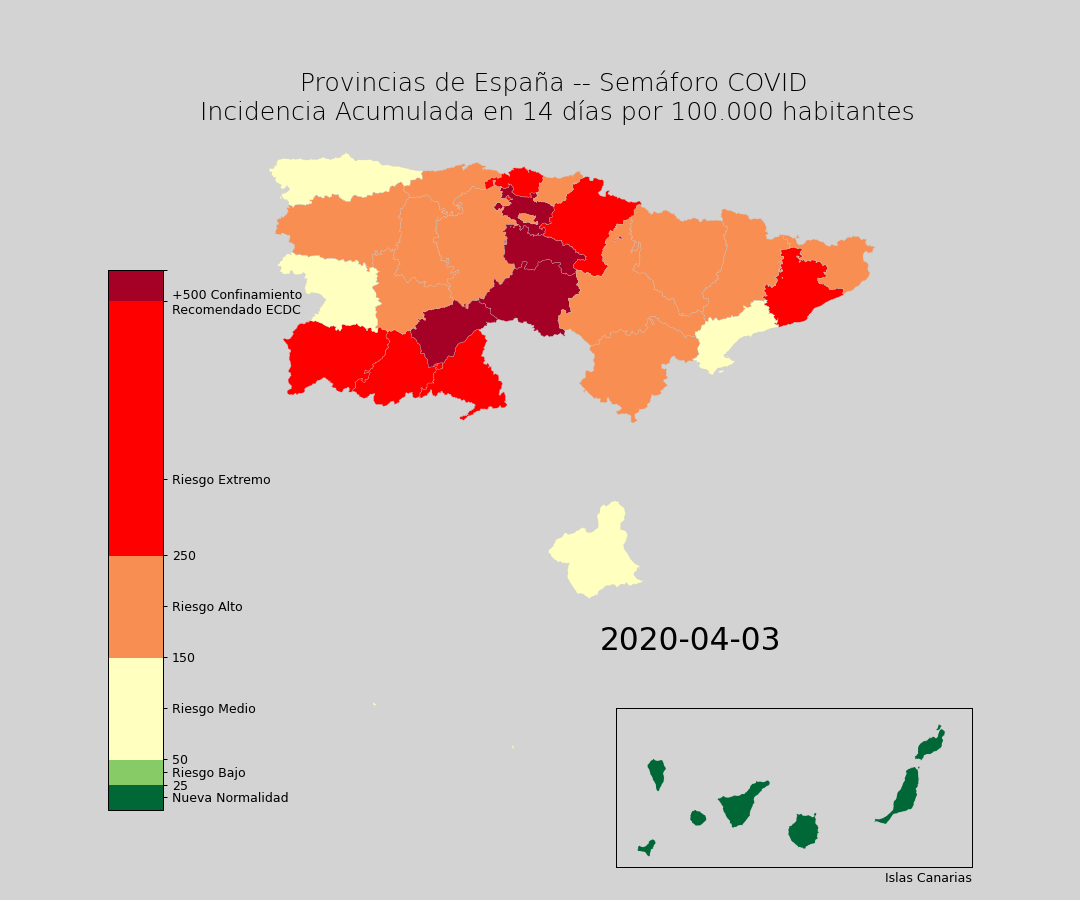 Provincias de España -- Semáforo COVID
Incidencia Acumulada en 14 días por 100.000 habitantes
+500 Confinamiento
Recomendado ECDC
Riesgo Extremo
250
Riesgo Alto
150
Riesgo Medio
50
Riesgo Bajo
25
Nueva Normalidad
2020-04-03
Islas Canarias